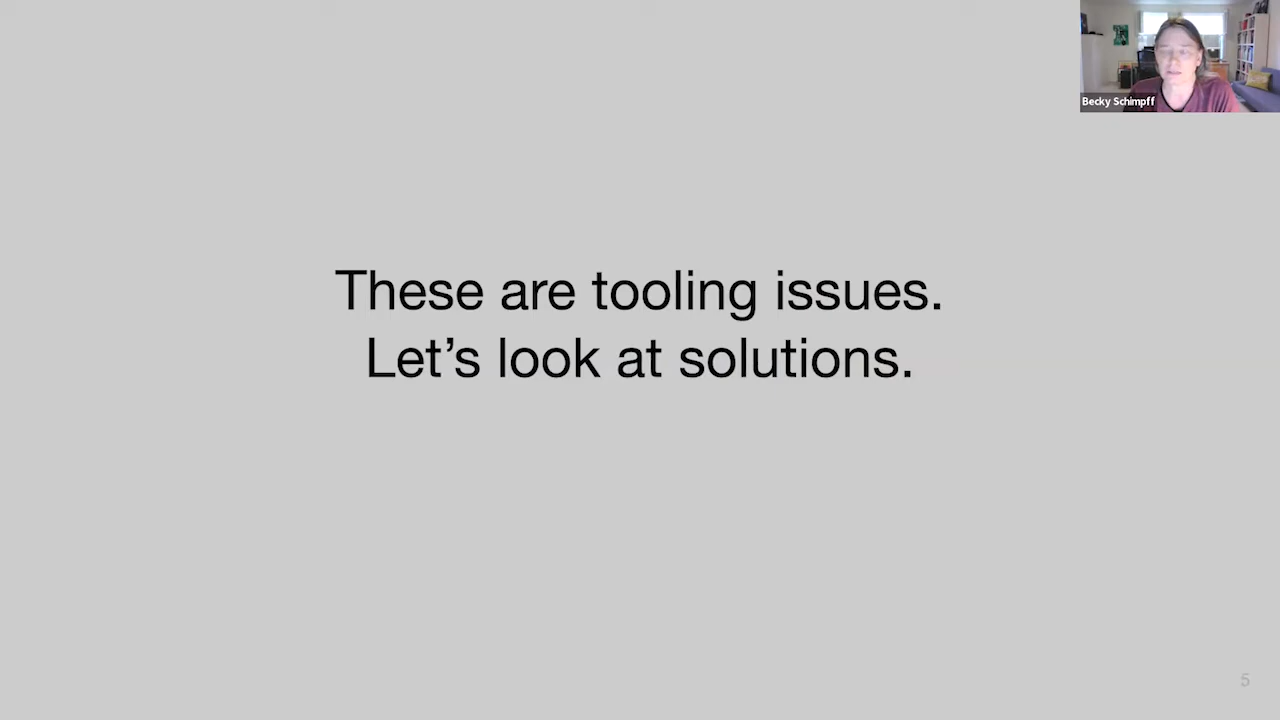 Becky Schimpff
These are tooling issues.
Let’s look at solutions.
5